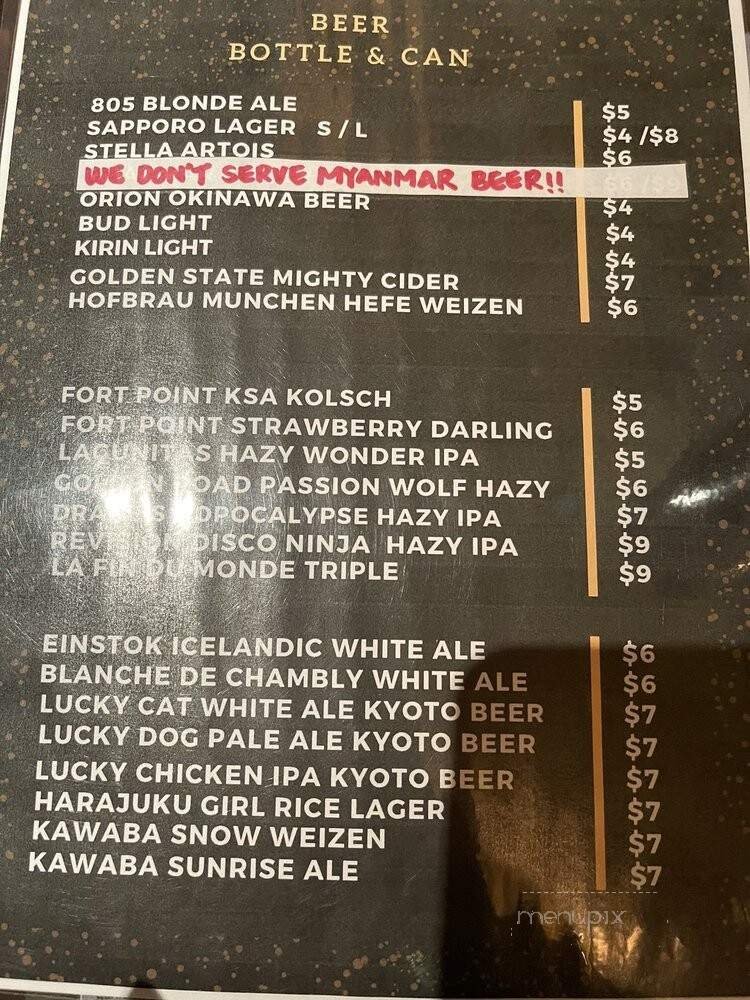 BEER
BOTTLE & CAN
805 BLONDE ALE $5
SAPPORO LAGER S / L $4 /$8
STELLA ARTOIS $6
WE DON'T SERVE MYANMAR BEER!! $6 /$9
ORION OKINAWA BEER $4
BUD LIGHT $4
KIRIN LIGHT $4
GOLDEN STATE MIGHTY CIDER $7
HOFBRAU MUNCHEN HEFE WEIZEN $6
FORT POINT KSA KOLSCH $5
FORT POINT STRAWBERRY DARLING $6
LAGUNITAS HAZY WONDER IPA $5
GOLDEN ROAD PASSION WOLF HAZY $6
HAZY IPA $7
DISCO NINJA HAZY IPA $9
LA FIN DU MONDE TRIPLE $9
EINSTOK ICELANDIC WHITE ALE $6
BLANCHE DE CHAMBLY WHITE ALE $6
LUCKY CAT WHITE ALE KYOTO BEER $7
LUCKY DOG PALE ALE KYOTO BEER $7
LUCKY CHICKEN IPA KYOTO BEER $7
HARAJUKU GIRL RICE LAGER $7
KAWABA SNOW WEIZEN $7
KAWABA SUNRISE ALE $7
menupix